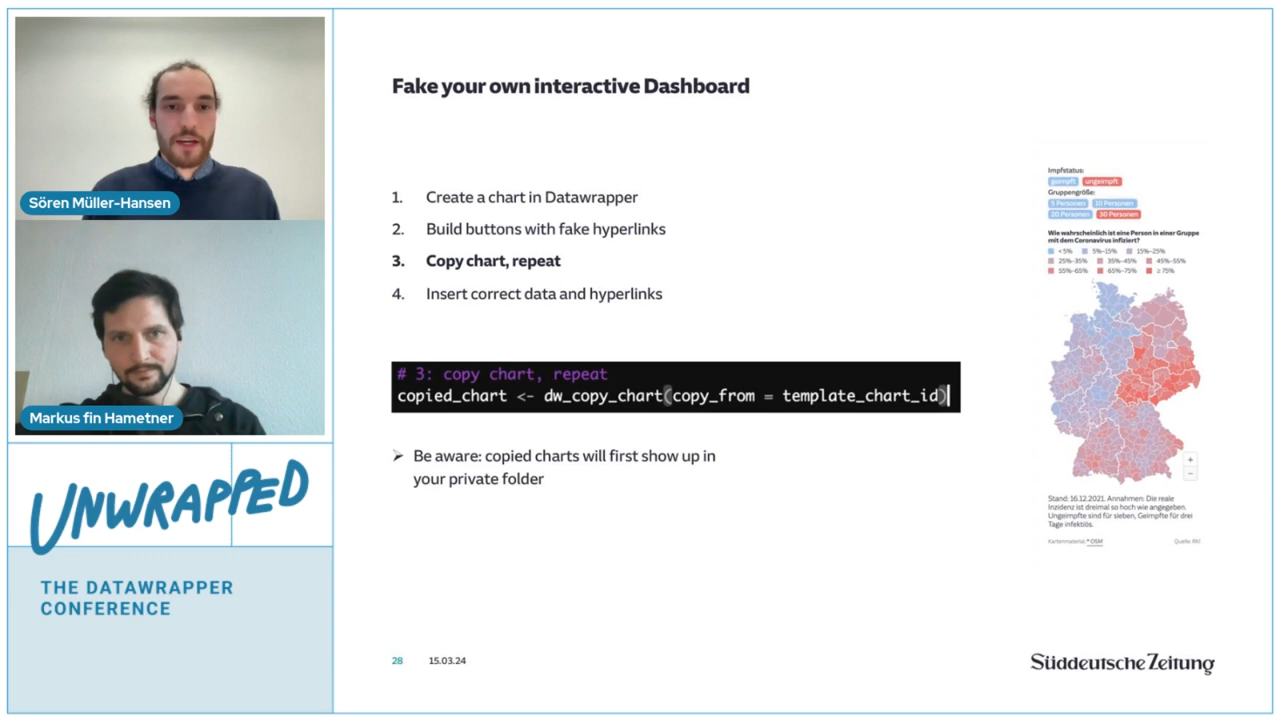 Sören Müller-Hansen
Markus fin Hametner
UNWRAPPED
THE DATAWRAPPER
CONFERENCE
Fake your own interactive Dashboard
1. Create a chart in Datawrapper
2. Build buttons with fake hyperlinks
3. Copy chart, repeat
4. Insert correct data and hyperlinks
# 3: copy chart, repeat
copied_chart <- dw_copy_chart(copy_from = template_chart_id)
➢ Be aware: copied charts will first show up in
your private folder
28 15.03.24
Impfstatus:
geimpft ungeimpft
Gruppengröße:
5 Personen 10 Personen
20 Personen 30 Personen
Wie wahrscheinlich ist eine Person in einer Gruppe
mit dem Coronavirus infiziert?
< 5% 5%–15% 15%–25%
25%–35% 35%–45% 45%–55%
55%–65% 65%–75% ≥ 75%
+
−
Stand: 16.12.2021. Annahmen: Die reale
Inzidenz ist dreimal so hoch wie angegeben.
Ungeimpfte sind für sieben, Geimpfte für drei
Tage infektiös.
Kartenmaterial: © OSM Quelle: RKI
Süddeutsche Zeitung